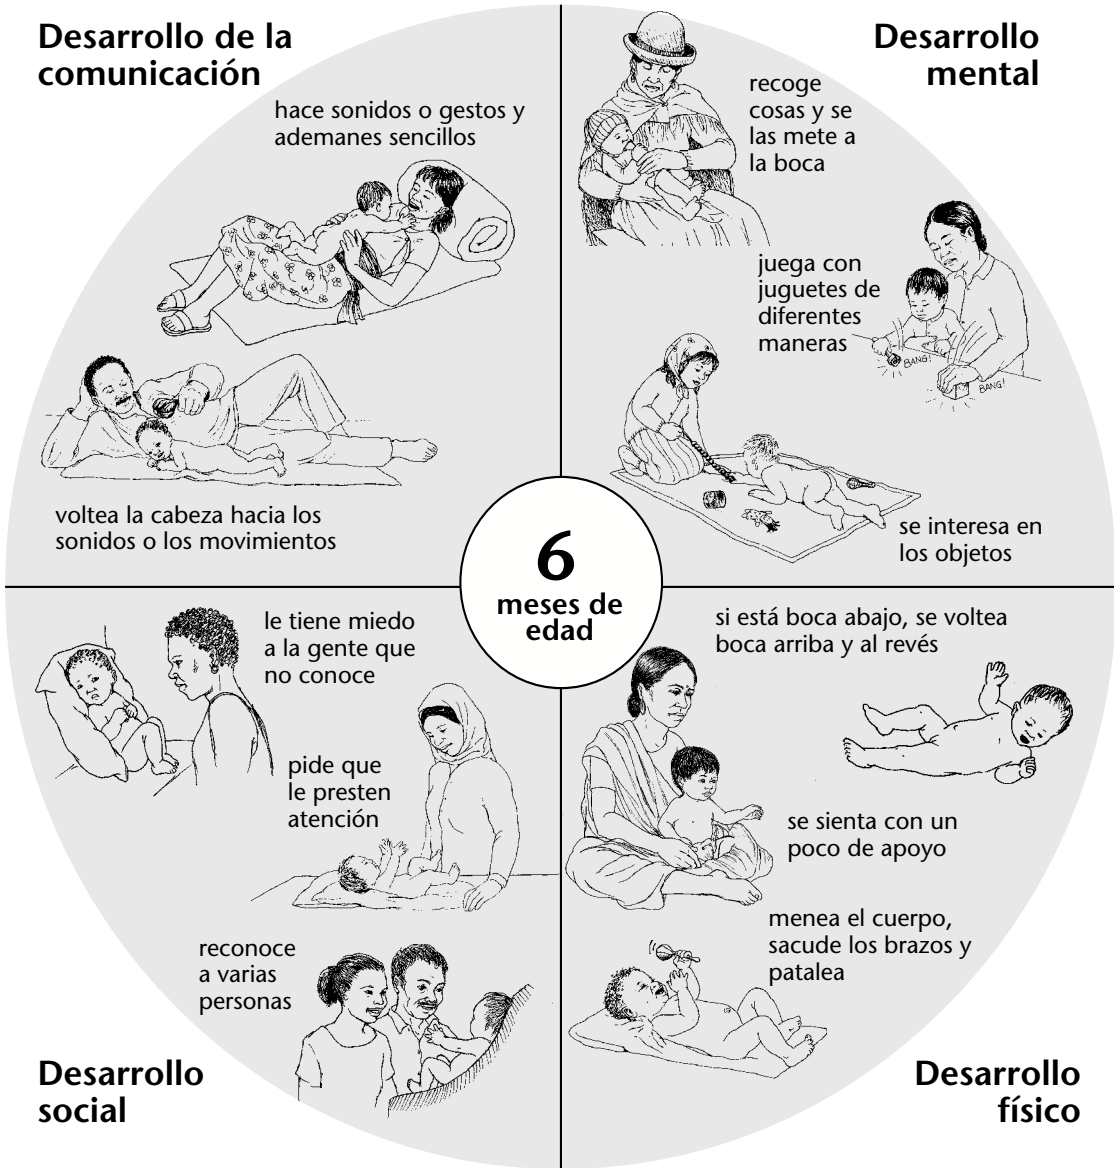 Desarrollo de la
comunicación
hace sonidos o gestos y
ademanes sencillos
voltea la cabeza hacia los
sonidos o los movimientos
Desarrollo
mental
recoge
cosas y se
las mete a
la boca
juega con
juguetes de
diferentes
maneras
BANG!
BANG!
se interesa en
los objetos
6
meses de
edad
le tiene miedo
a la gente que
no conoce
pide que
le presten
atención
reconoce
a varias
personas
Desarrollo
social
si está boca abajo, se voltea
boca arriba y al revés
se sienta con un
poco de apoyo
menea el cuerpo,
sacude los brazos y
patalea
Desarrollo
físico